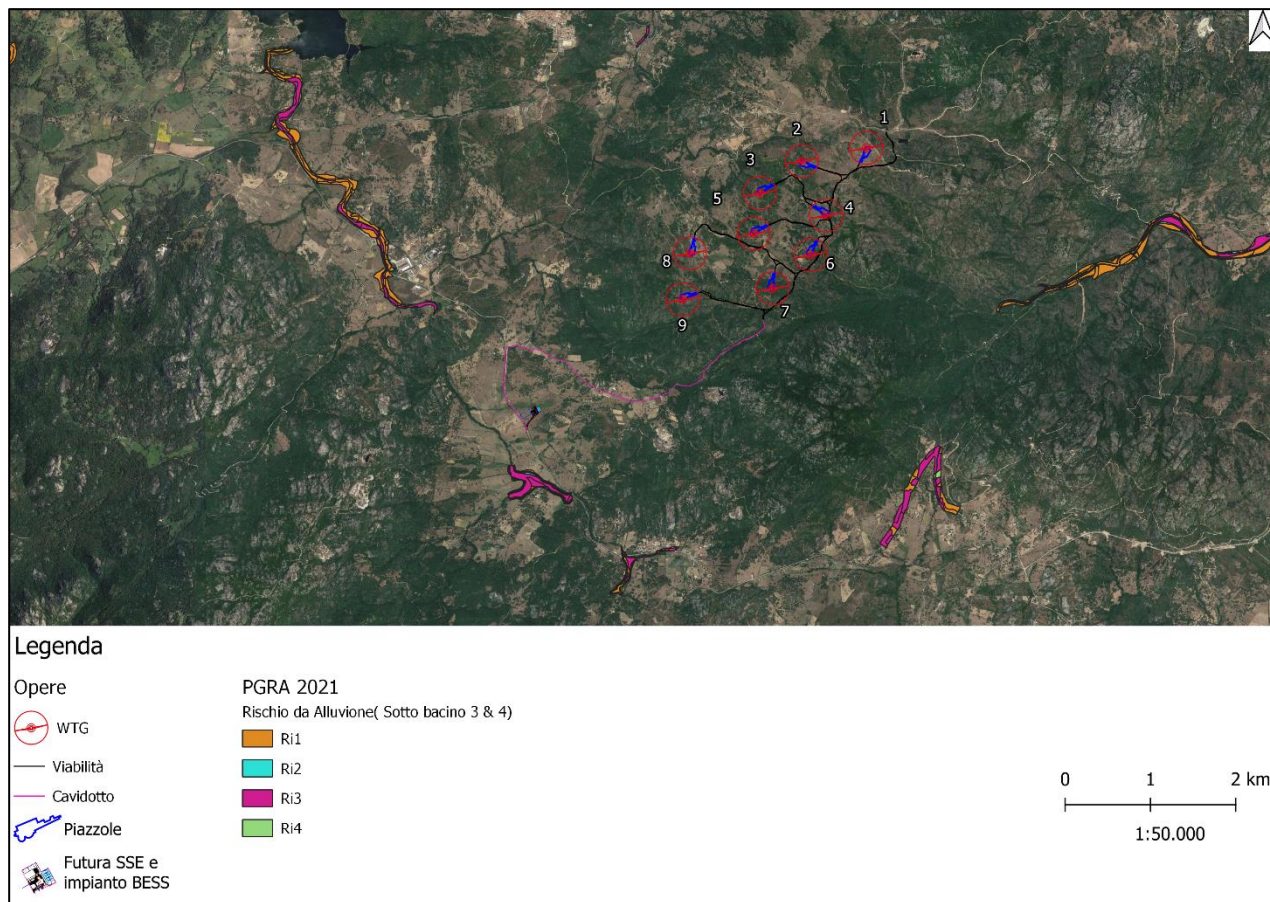 1
2
3
5
4
8
6
7
9
Legenda
Opere
WTG
Viabilità
Cavidotto
Piazzole
Futura SSE e
impianto BESS
PGRA 2021
Rischio da Alluvione( Sotto bacino 3 & 4)
Ri1
Ri2
Ri3
Ri4
0 1 2 km
1:50.000